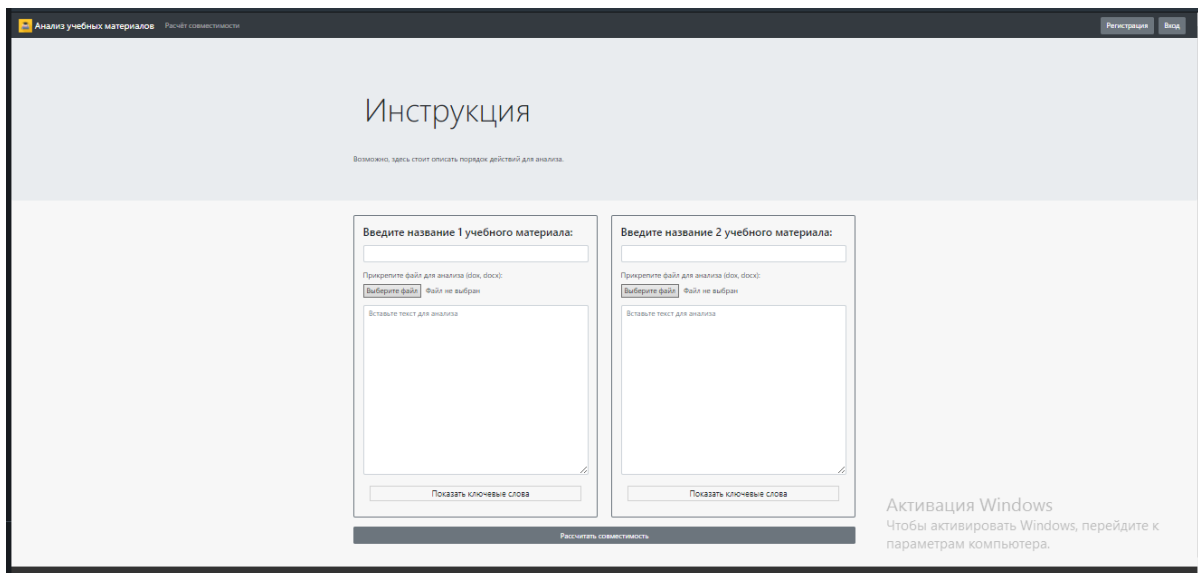 Анализ учебных материалов Расчёт совместимости Регистрация Вход
Инструкция
Возможно, здесь стоит описать порядок действий для анализа.
Введите название 1 учебного материала:
Прикрепите файл для анализа (dox, docx):
Выберите файл Файл не выбран
Вставьте текст для анализа
Показать ключевые слова
Введите название 2 учебного материала:
Прикрепите файл для анализа (dox, docx):
Выберите файл Файл не выбран
Вставьте текст для анализа
Показать ключевые слова
Рассчитать совместимость
Активация Windows
Чтобы активировать Windows, перейдите к
параметрам компьютера.